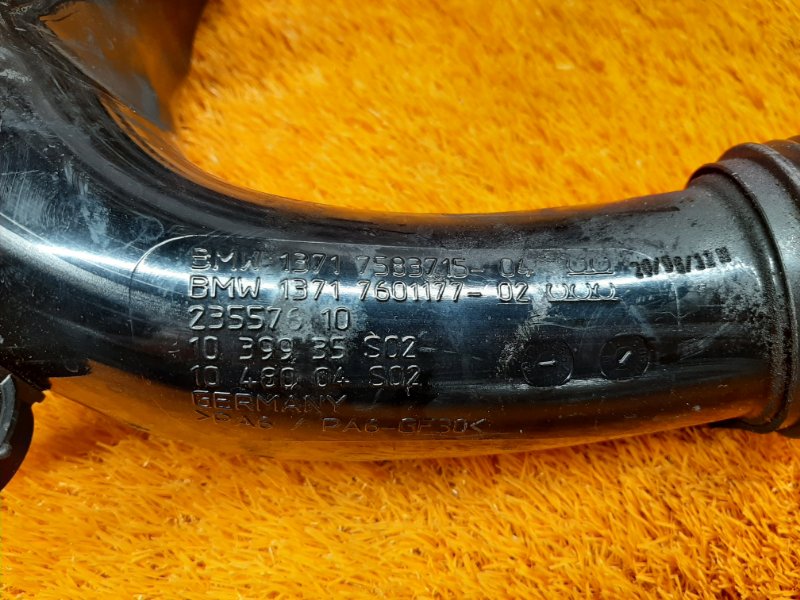 BMW 1371 7583715-04
BMW 1371 7601177-02
235576 10
10 399 35 S02
10 480 04 S02
GERMANY
>PA6 / PA6-GF30<